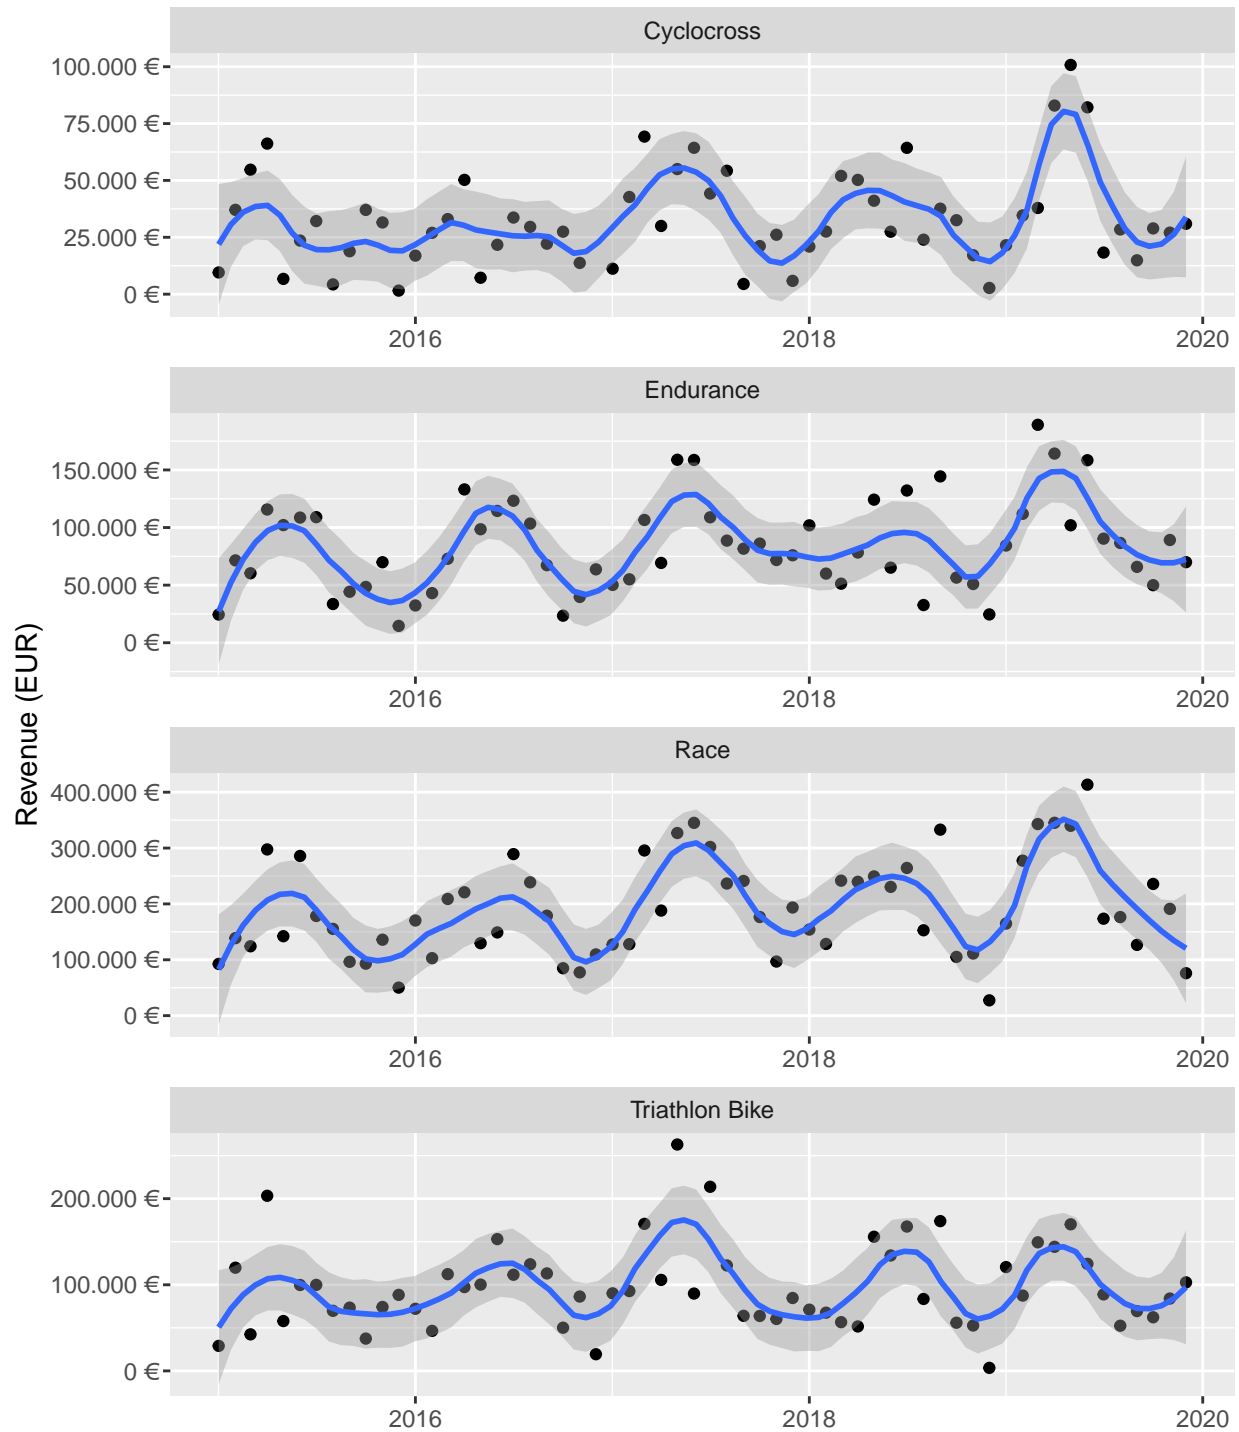 Revenue (EUR)
Cyclocross
100.000 €
75.000 €
50.000 €
25.000 €
0 €
2016 2018 2020
Endurance
150.000 €
100.000 €
50.000 €
0 €
2016 2018 2020
Race
400.000 €
300.000 €
200.000 €
100.000 €
0 €
2016 2018 2020
Triathlon Bike
200.000 €
100.000 €
0 €
2016 2018 2020